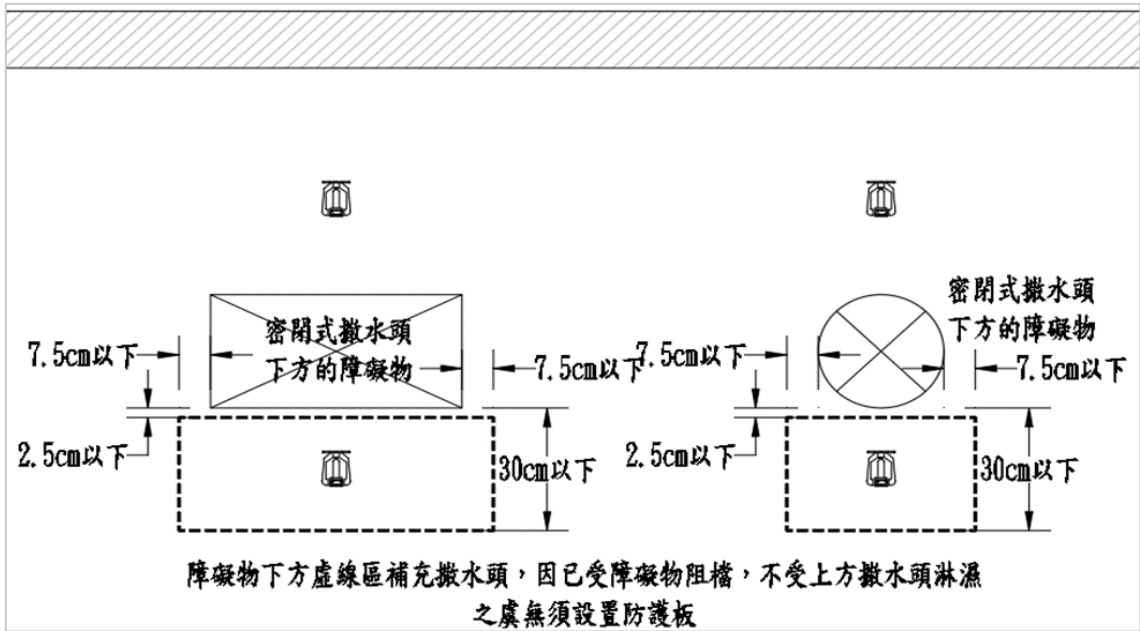 密閉式撒水頭
下方的障礙物
7.5cm以下
7.5cm以下
2.5cm以下
30cm以下
密閉式撒水頭
下方的障礙物
7.5cm以下
7.5cm以下
2.5cm以下
30cm以下
障礙物下方虛線區補充撒水頭，因已受障礙物阻檔，不受上方撒水頭淋濕
之虞無須設置防護板